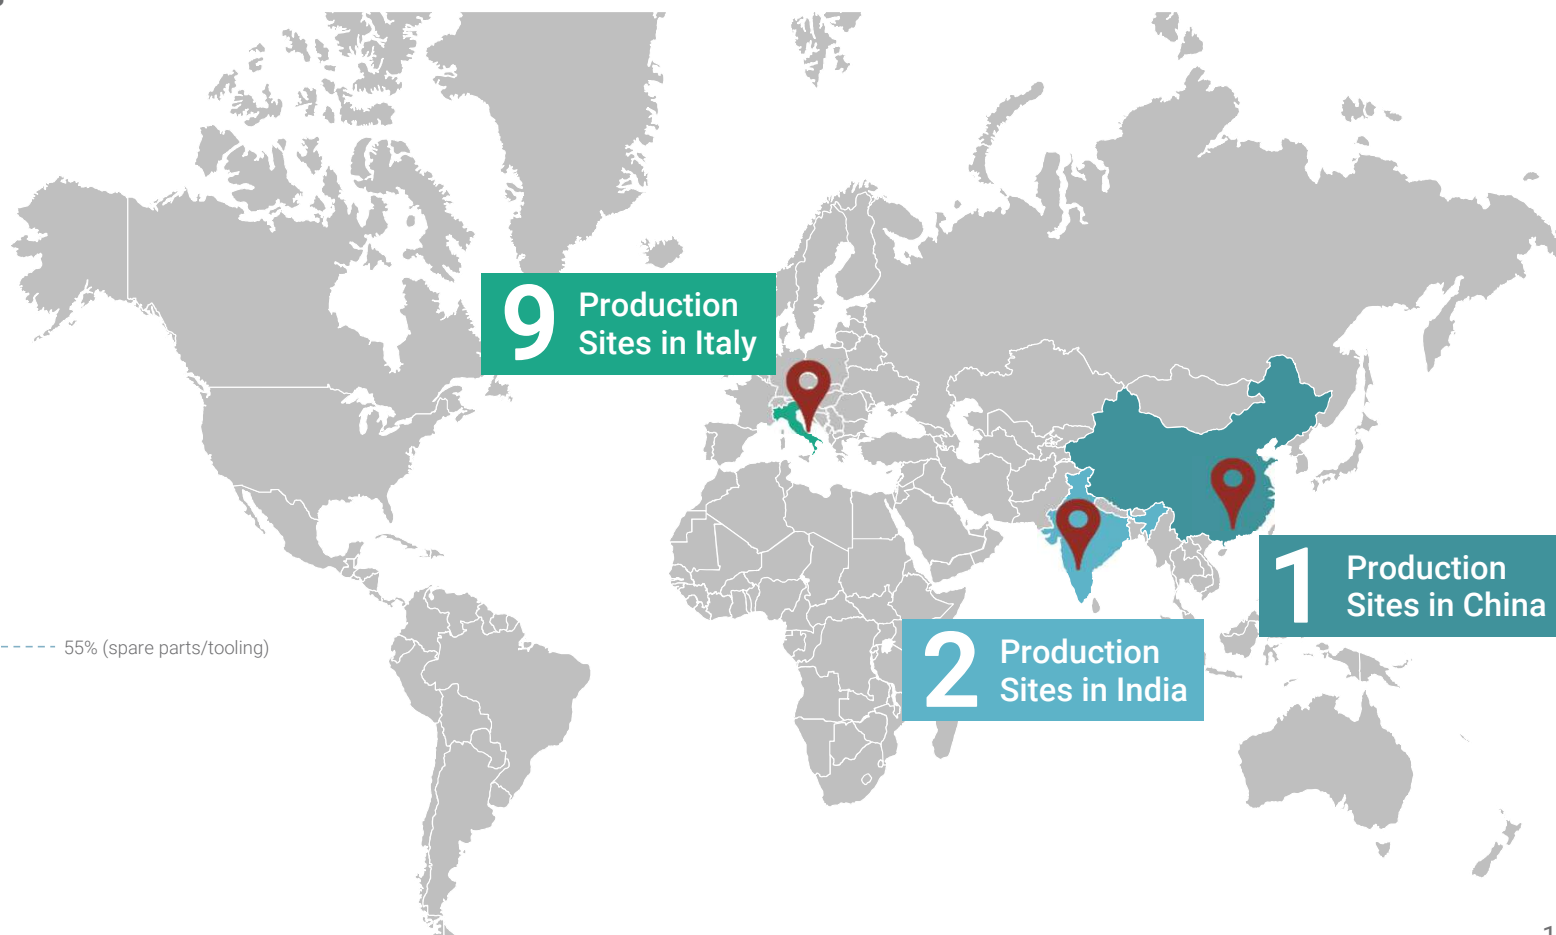 9
Production
Sites in Italy
1
Production
Sites in China
55% (spare parts/tooling)
2
Production
Sites in India